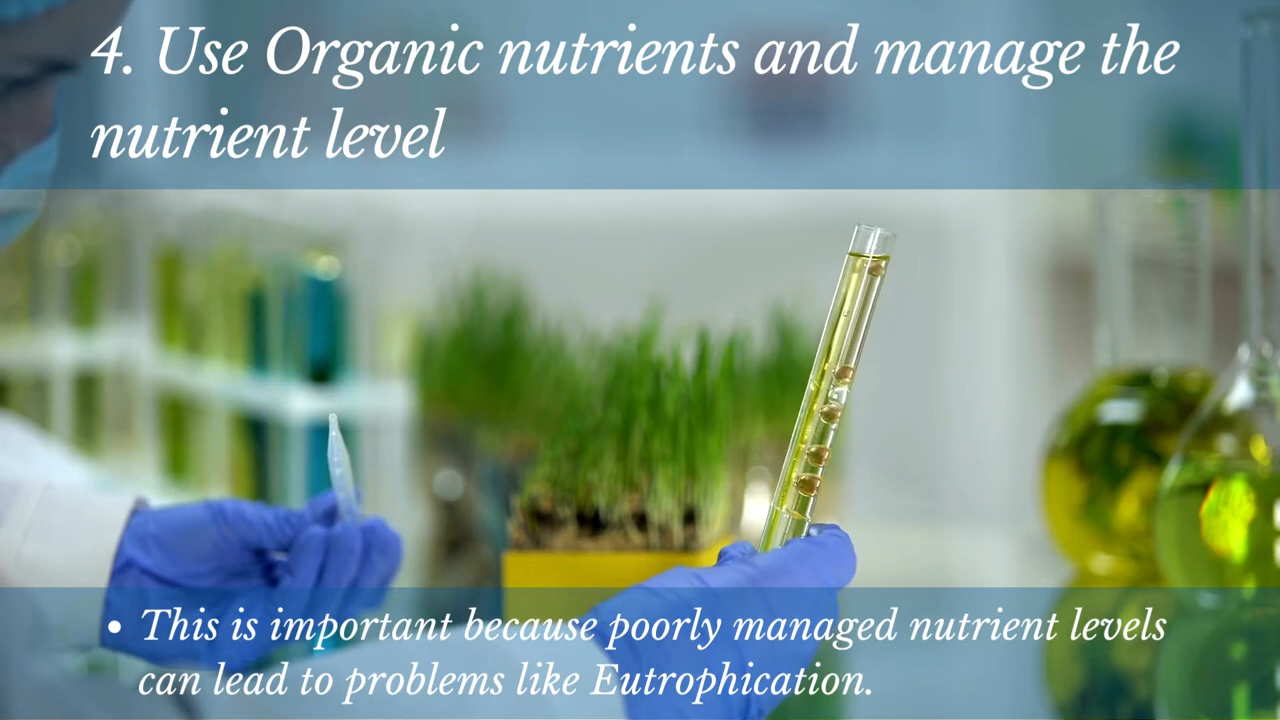 4. Use Organic nutrients and manage the
nutrient level
• This is important because poorly managed nutrient levels
can lead to problems like Eutrophication.